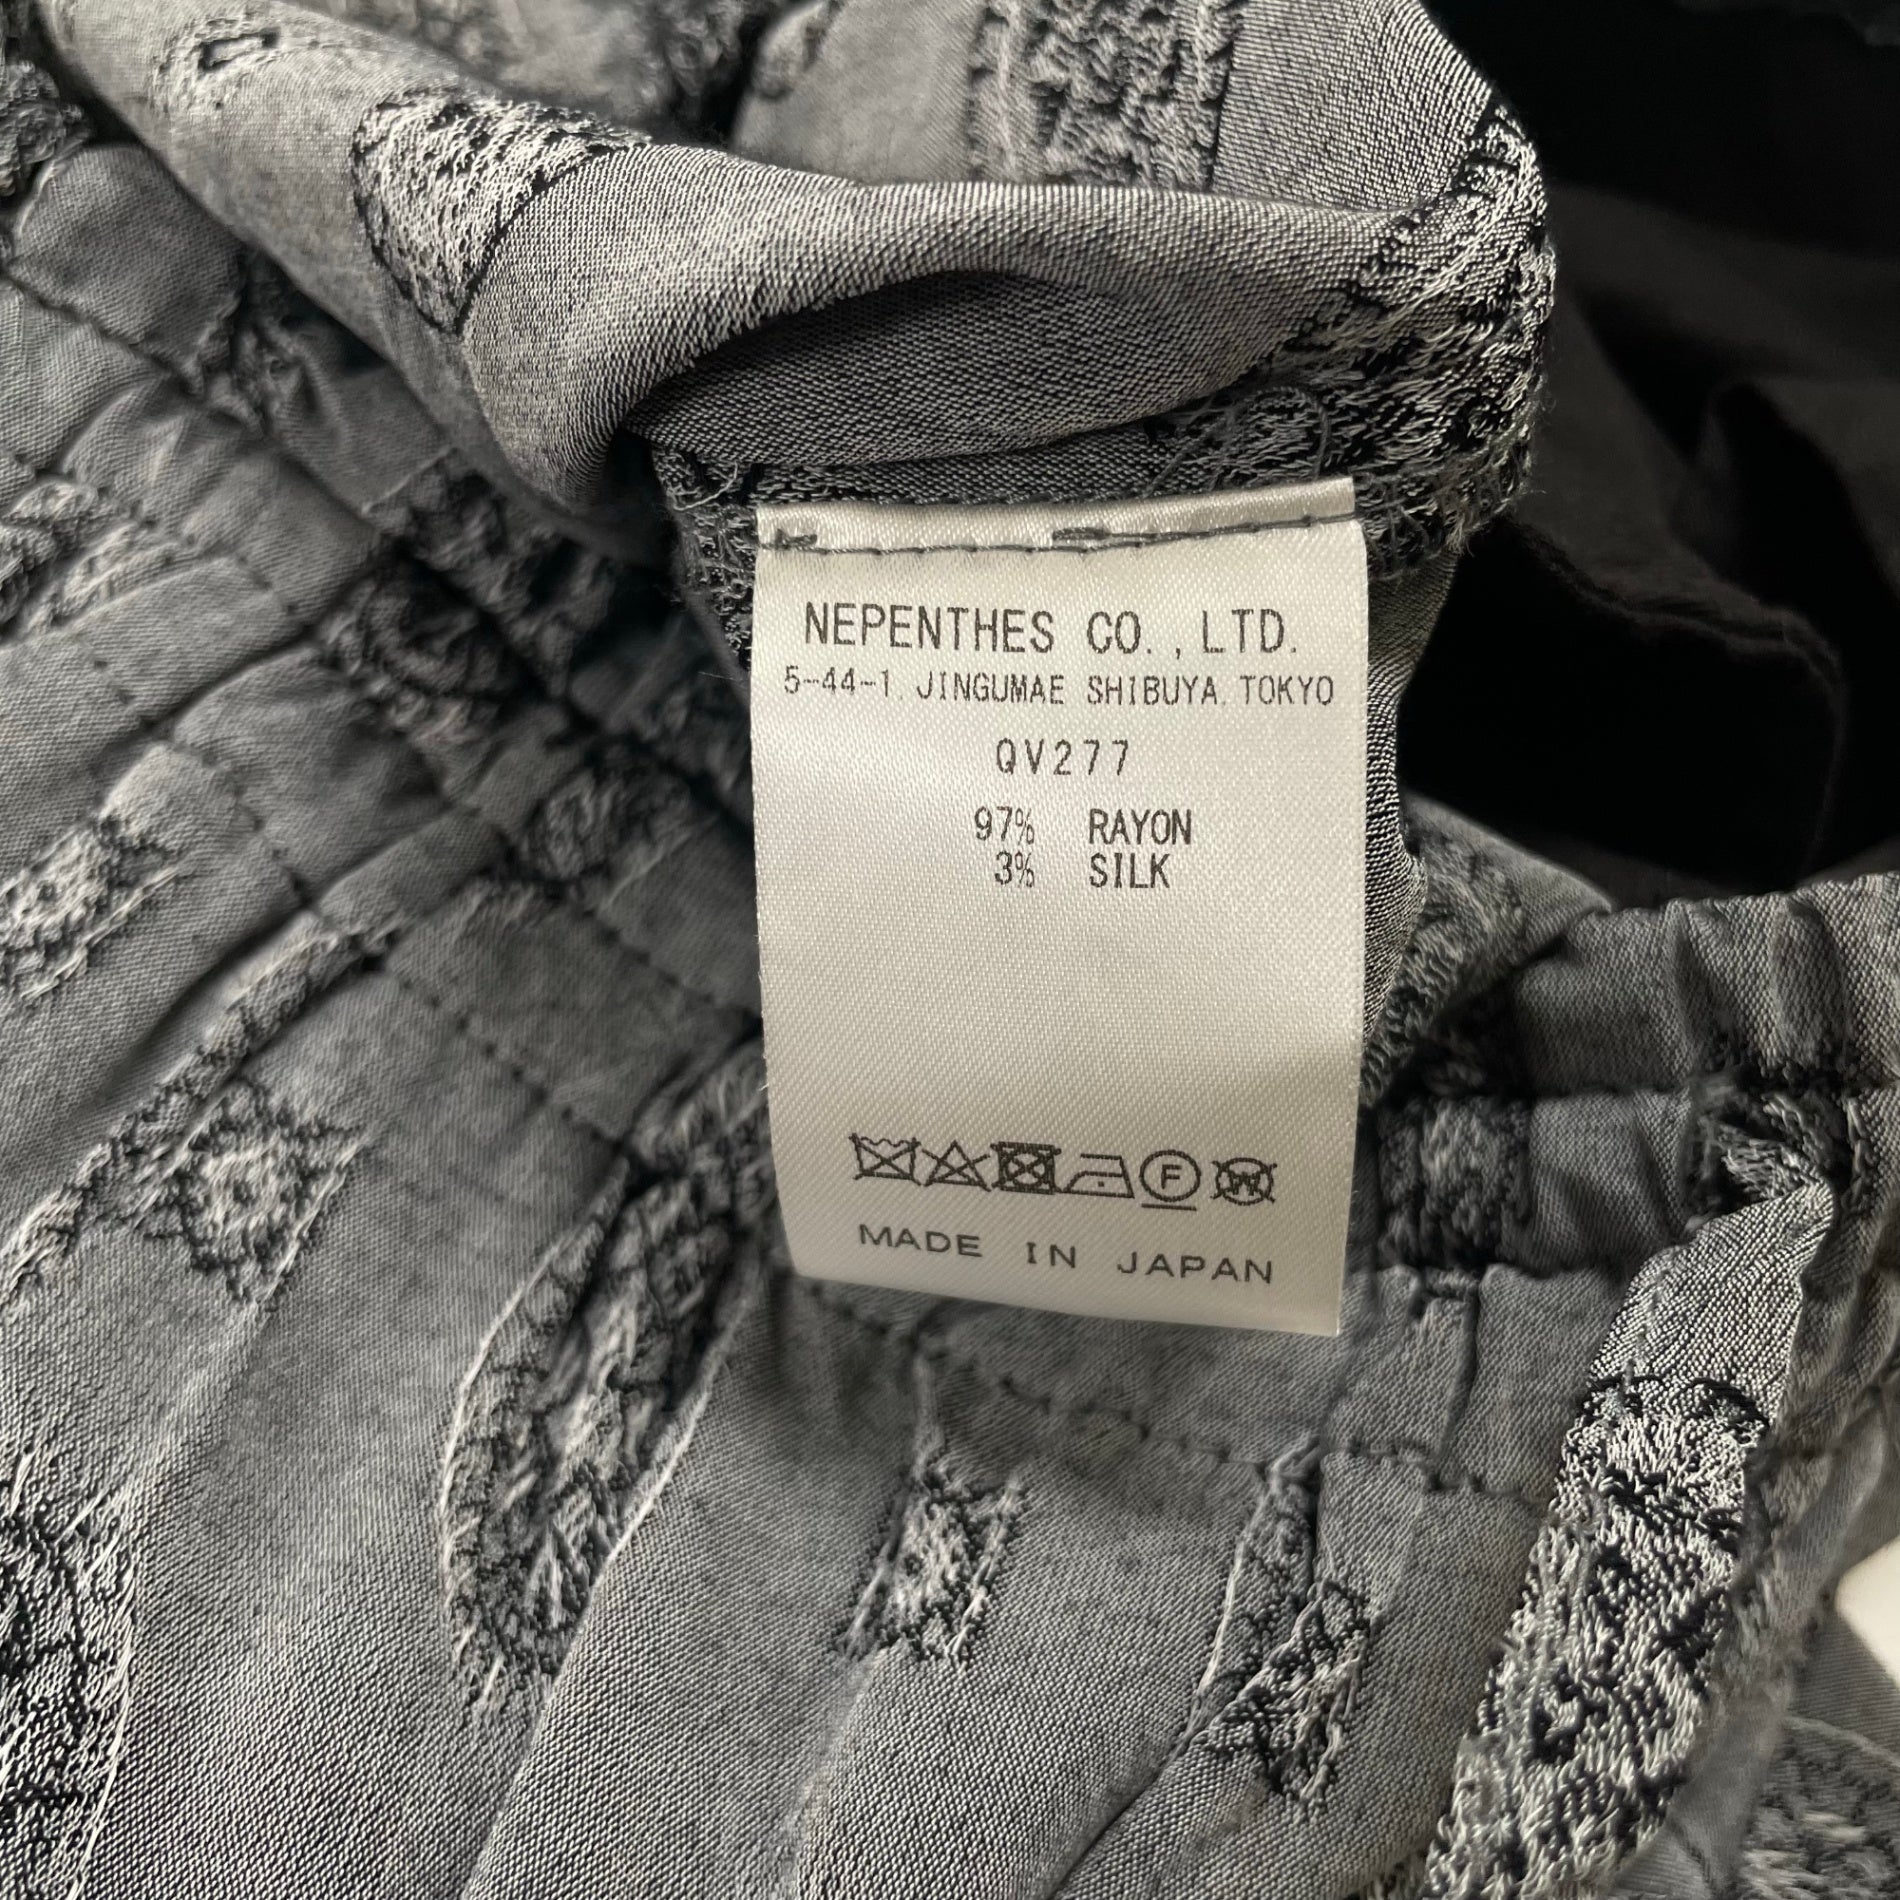 NEPENTHES CO., LTD.
5-44-1, JINGUMAE SHIBUYA, TOKYO
QV277
97% RAYON
3% SILK
F W
MADE IN JAPAN